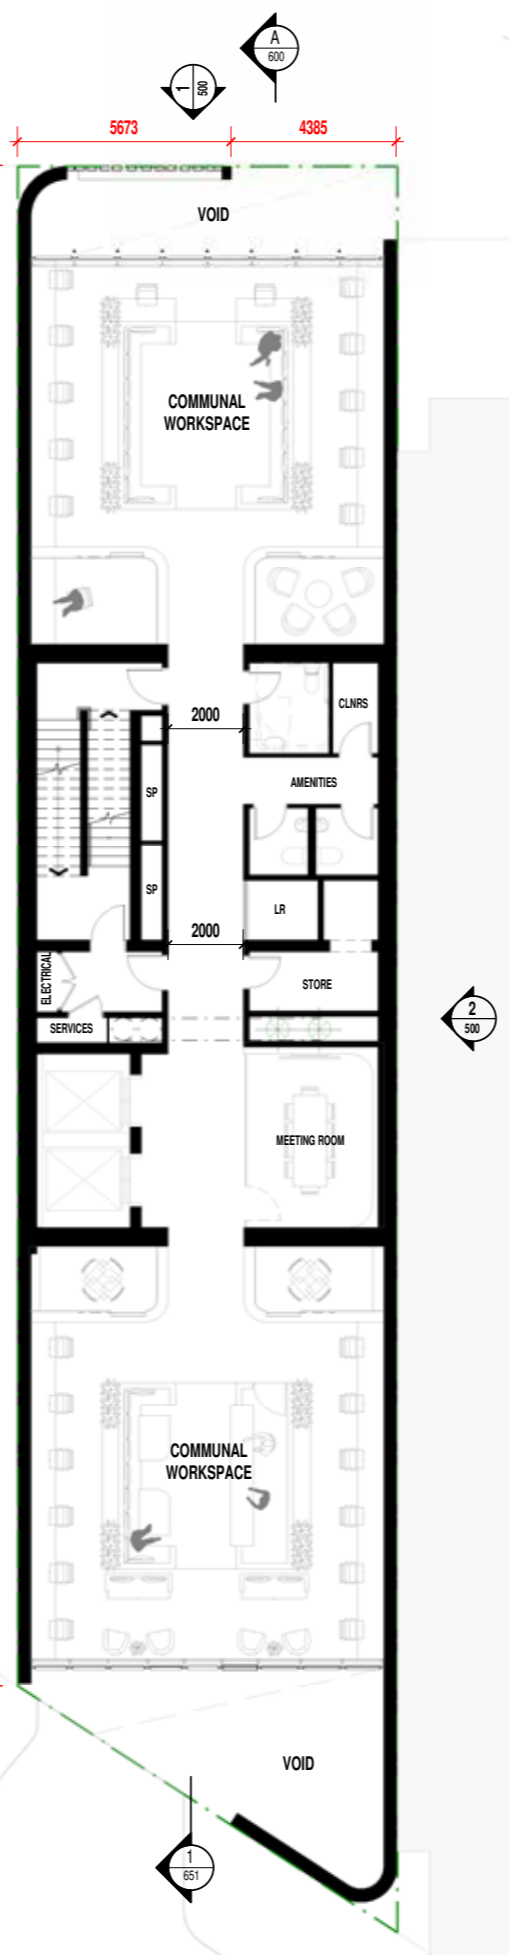 A
600
1
500
5673
4385
VOID
COMMUNAL
WORKSPACE
CLNRS
2000
AMENITIES
SP
SP
LR
2000
ELECTRICAL
STORE
SERVICES
2
500
MEETING ROOM
COMMUNAL
WORKSPACE
VOID
1
651